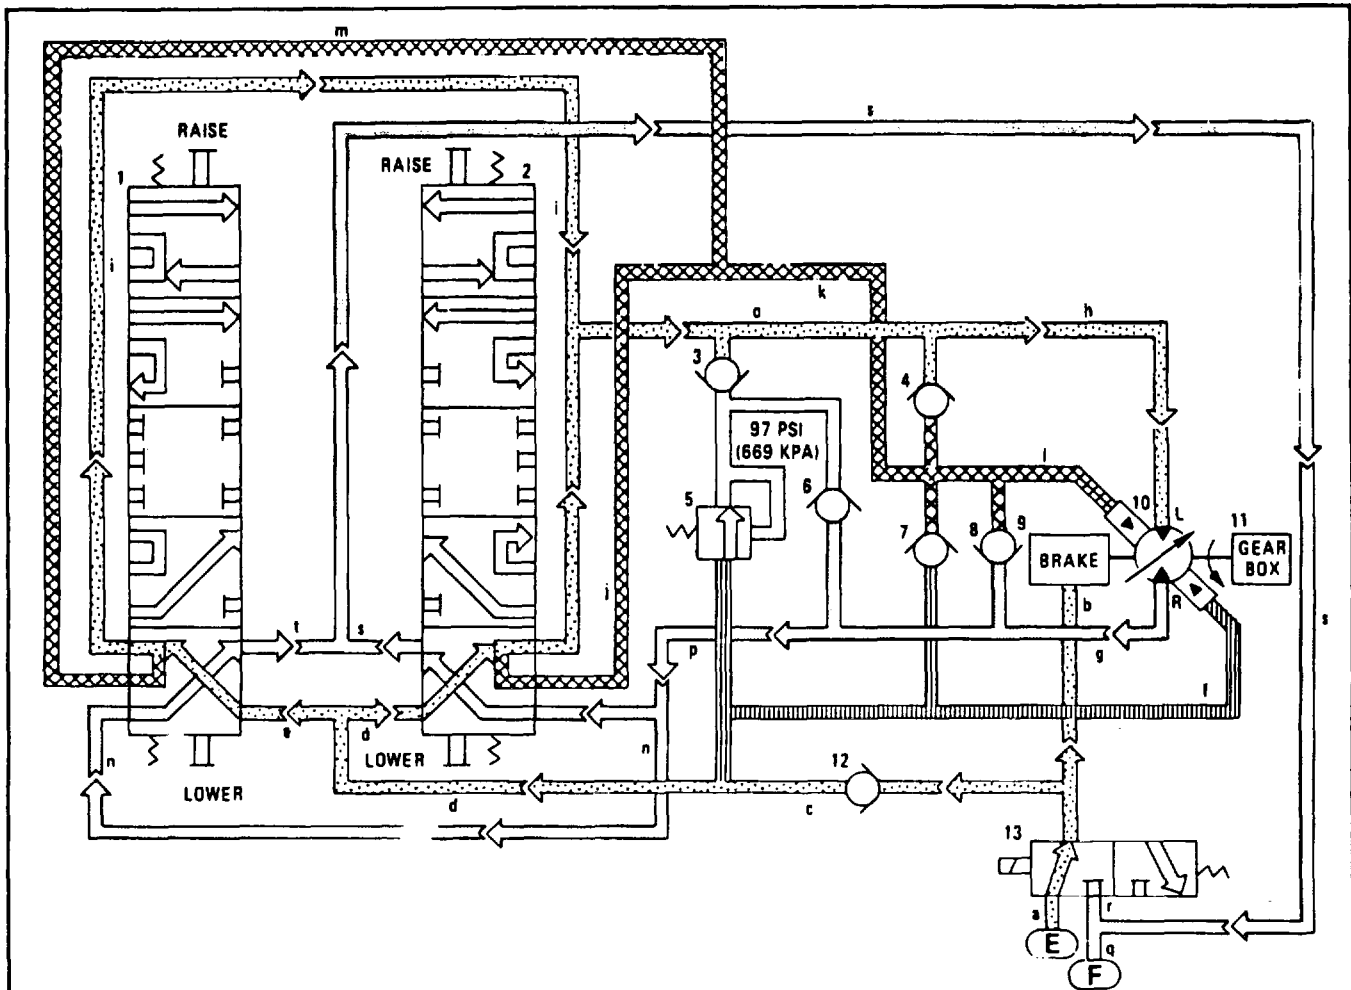 m
s
RAISE
RAISE
1
2
i
i
k
o
h
3
4
97 PSI
(669 KPA)
l
5
6
10
L
11
7
8
9
BRAKE
GEAR
BOX
j
b
R
t
s
p
g
s
f
e
d
n
LOWER
n
12
LOWER
d
c
13
a
r
E
q
F